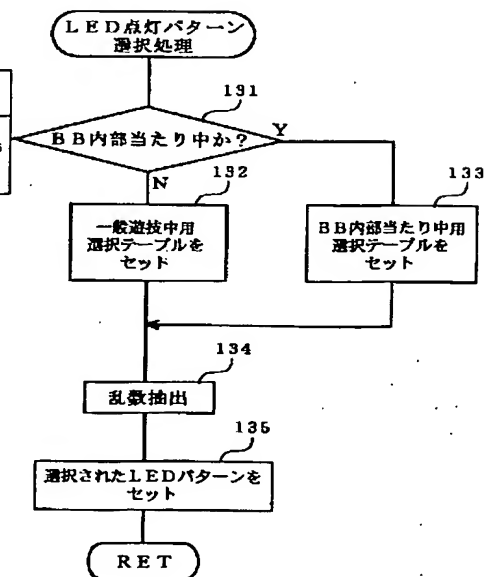 LED点灯パターン
選択処理
131
BB内部当たり中か？
Y
N
132
一般遊技中用
選択テーブルを
セット
133
BB内部当たり中用
選択テーブルを
セット
134
乱数抽出
135
選択されたLEDパターンを
セット
RET